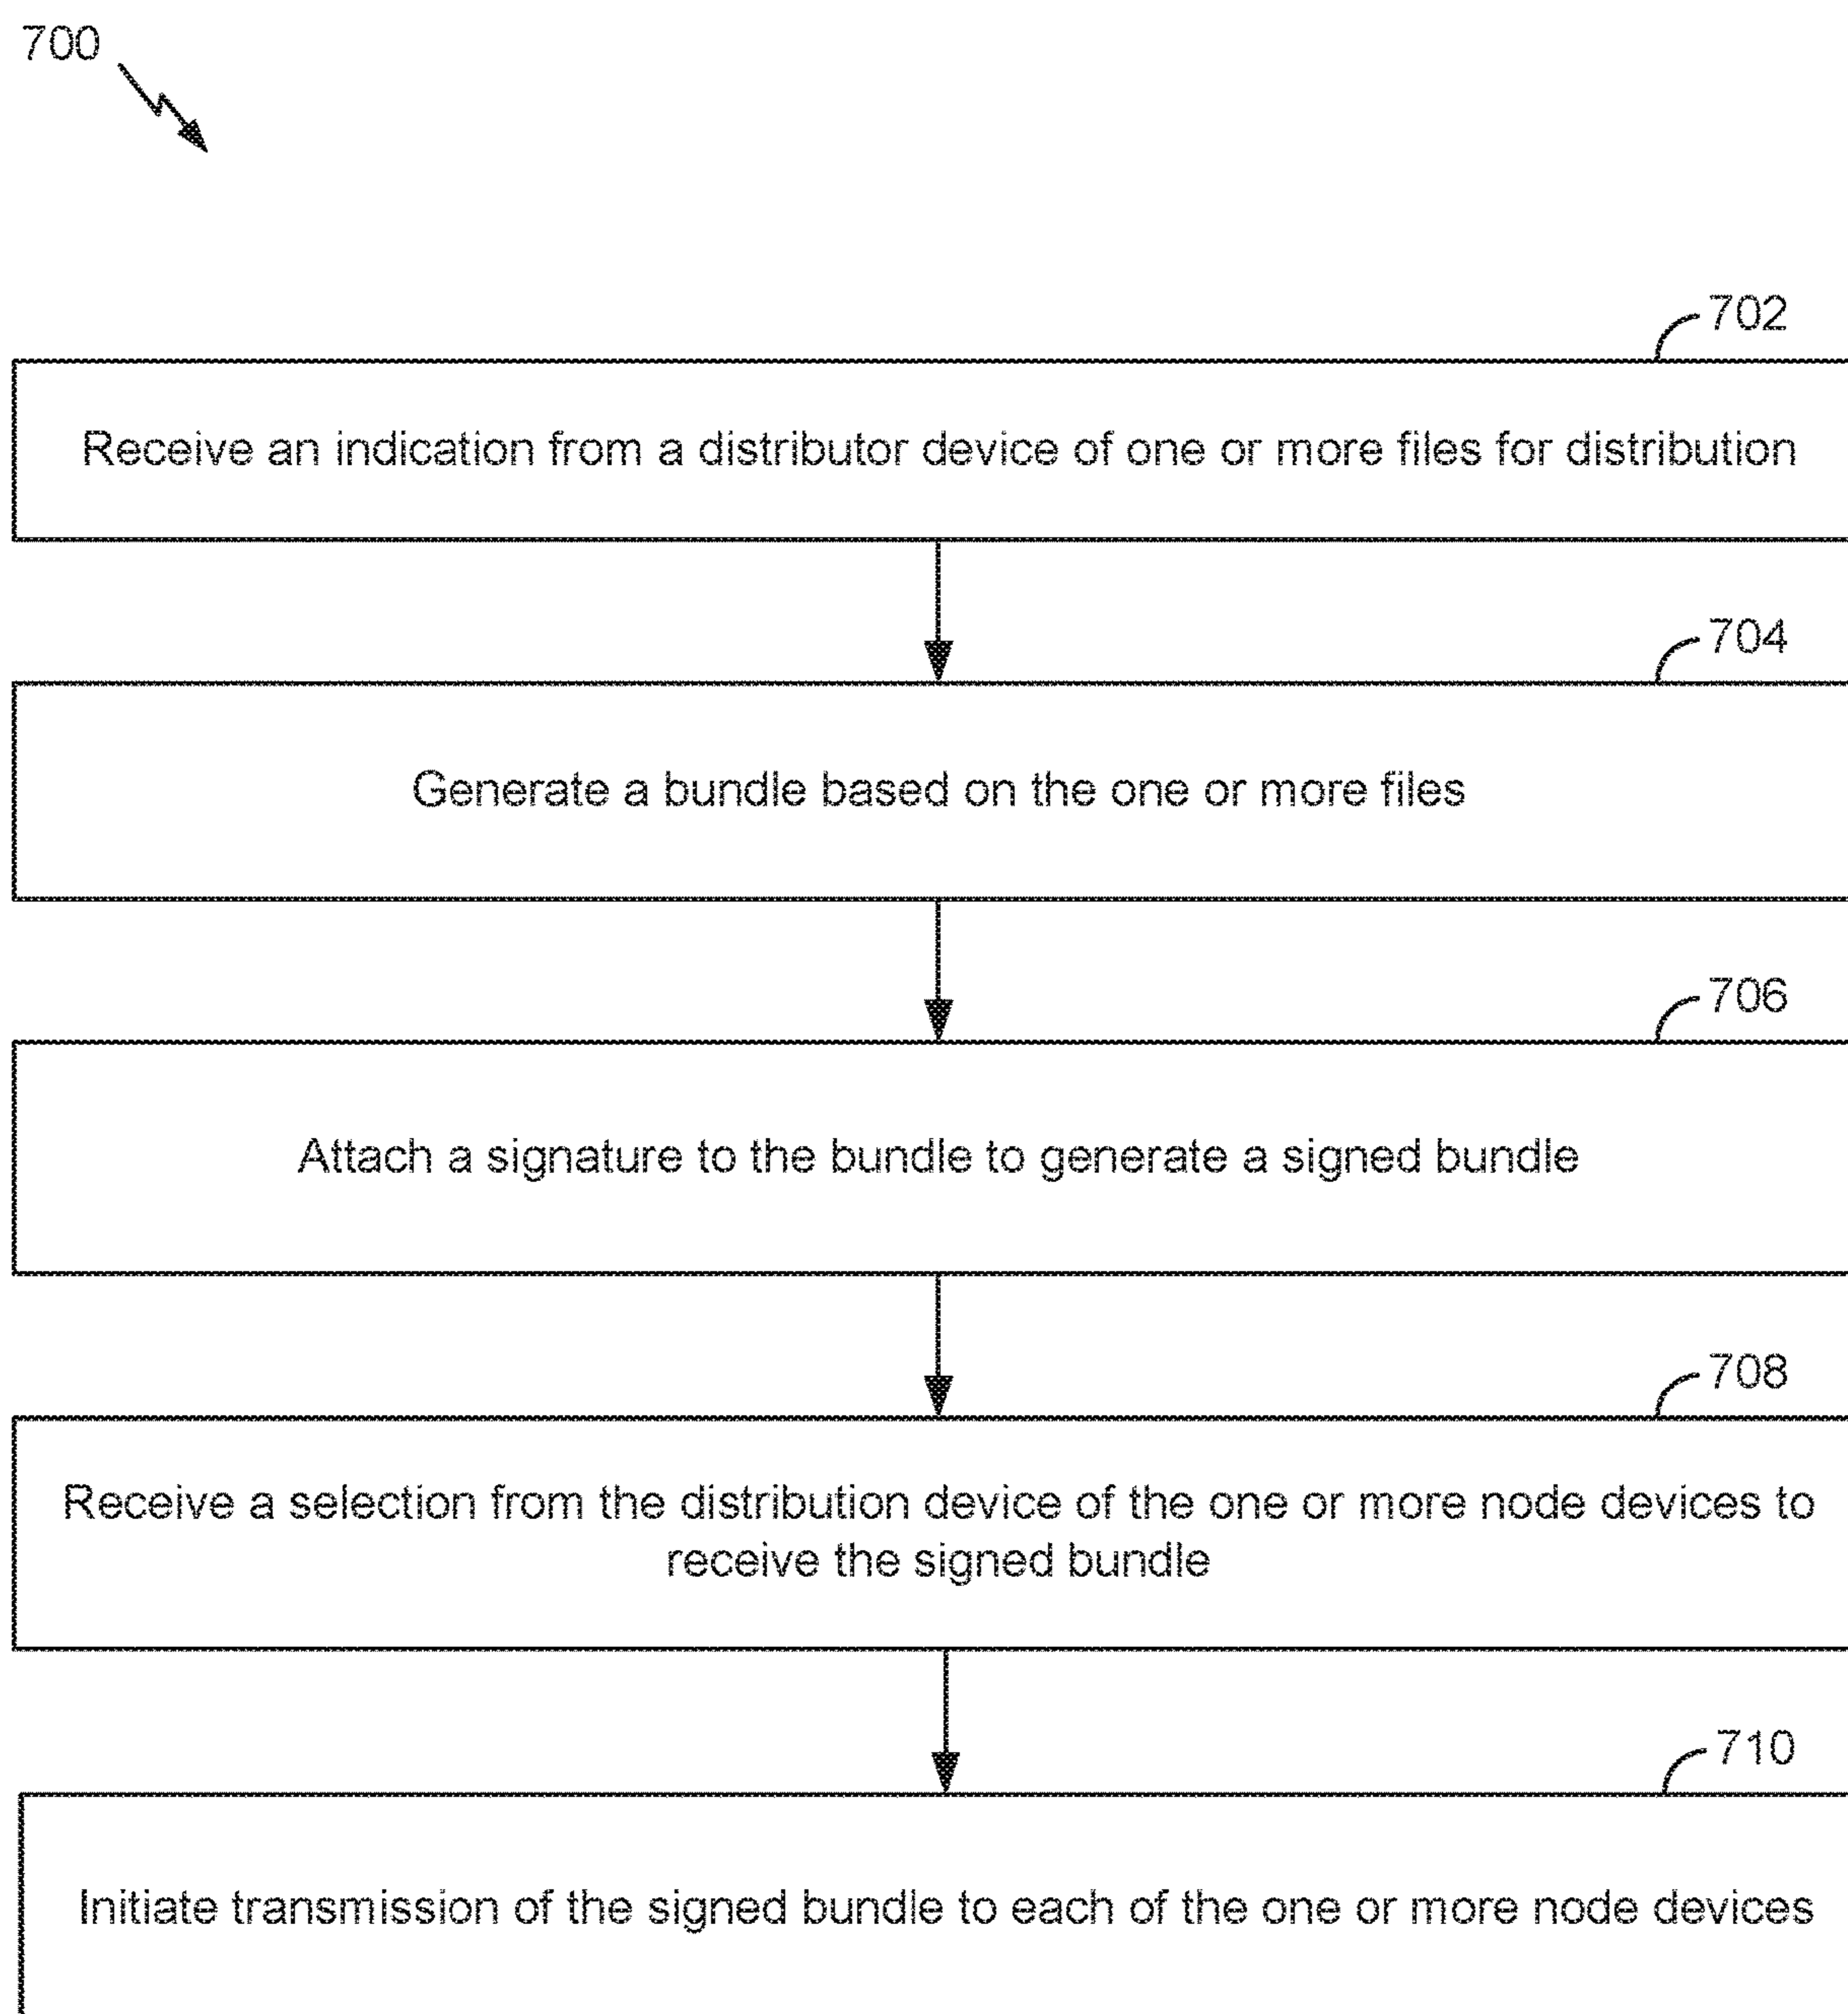 700
702
Receive an indication from a distributor device of one or more files for distribution
704
Generate a bundle based on the one or more files
706
Attach a signature to the bundle to generate a signed bundle
708
Receive a selection from the distribution device of the one or more node devices to
receive the signed bundle
710
Initiate transmission of the signed bundle to each of the one or more node devices